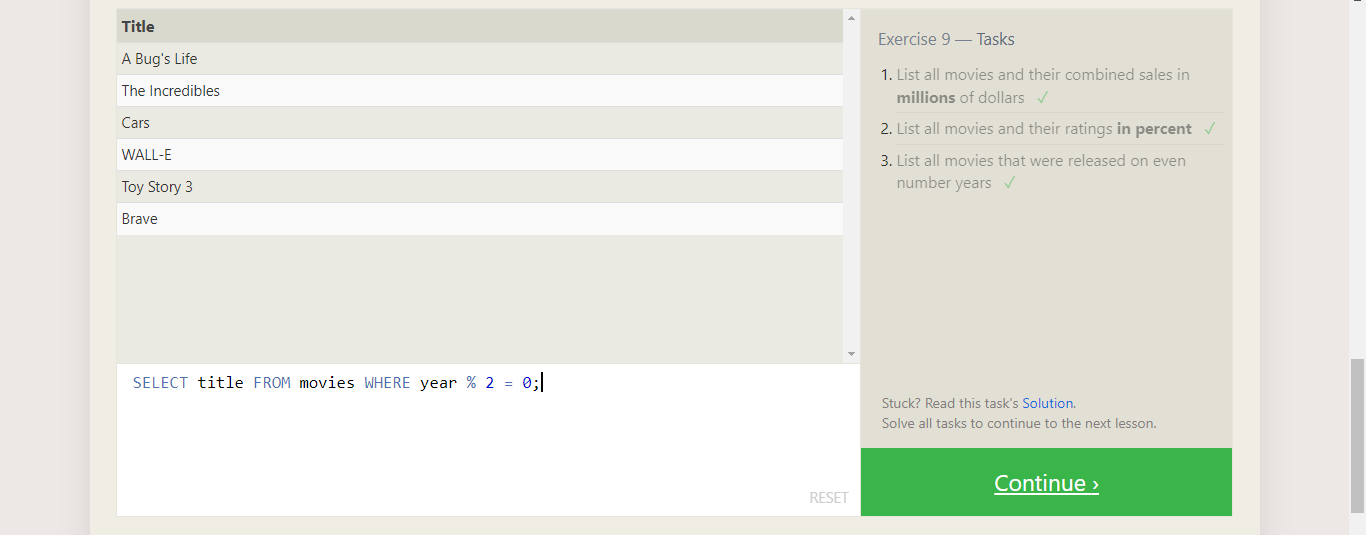 Title
A Bug's Life
The Incredibles
Cars
WALL-E
Toy Story 3
Brave
SELECT title FROM movies WHERE year % 2 = 0;
RESET
Exercise 9 — Tasks
1. List all movies and their combined sales in
millions of dollars ✓
2. List all movies and their ratings in percent ✓
3. List all movies that were released on even
number years ✓
Stuck? Read this task's Solution.
Solve all tasks to continue to the next lesson.
Continue ›